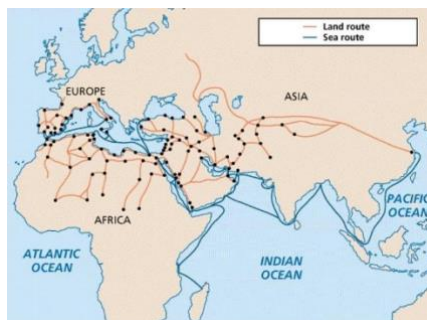 Land route
Sea route
EUROPE
ASIA
AFRICA
PACIFIC
OCEAN
ATLANTIC
OCEAN
INDIAN
OCEAN